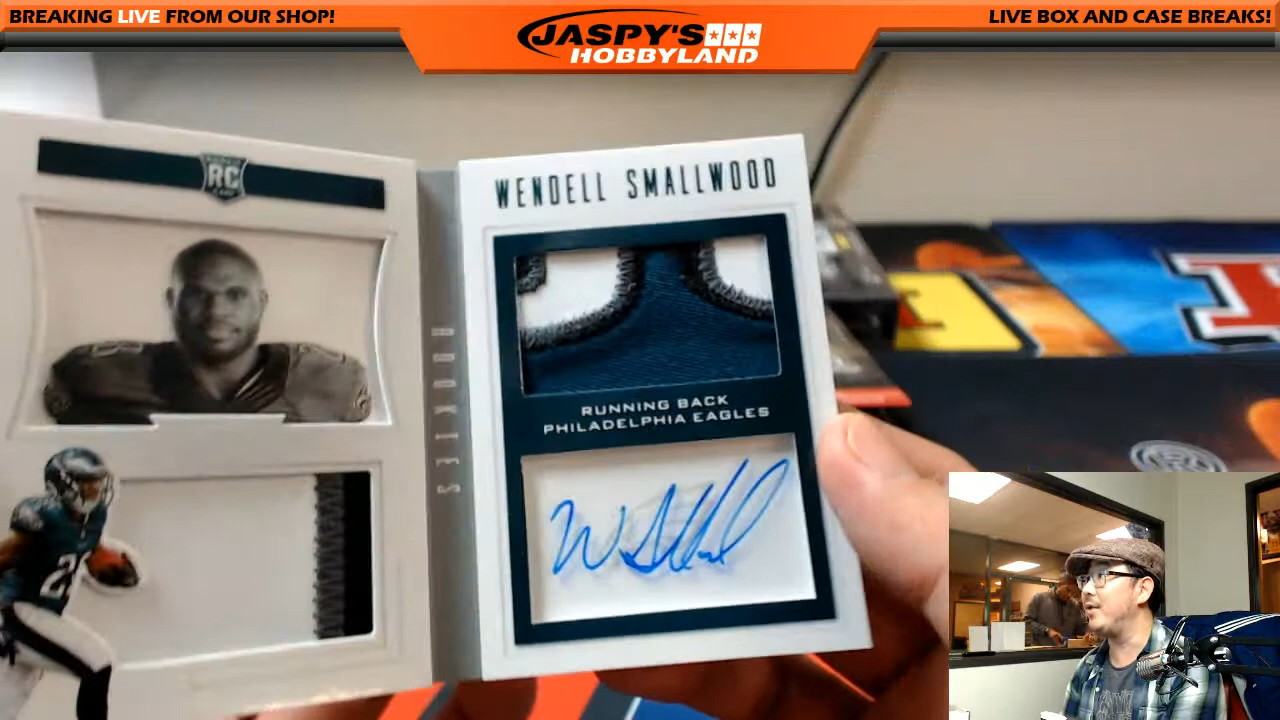 BREAKING LIVE FROM OUR SHOP!
JASPY'S
HOBBYLAND
LIVE BOX AND CASE BREAKS!
RC
ROOKIES
WENDELL SMALLWOOD
RUNNING BACK
PHILADELPHIA EAGLES